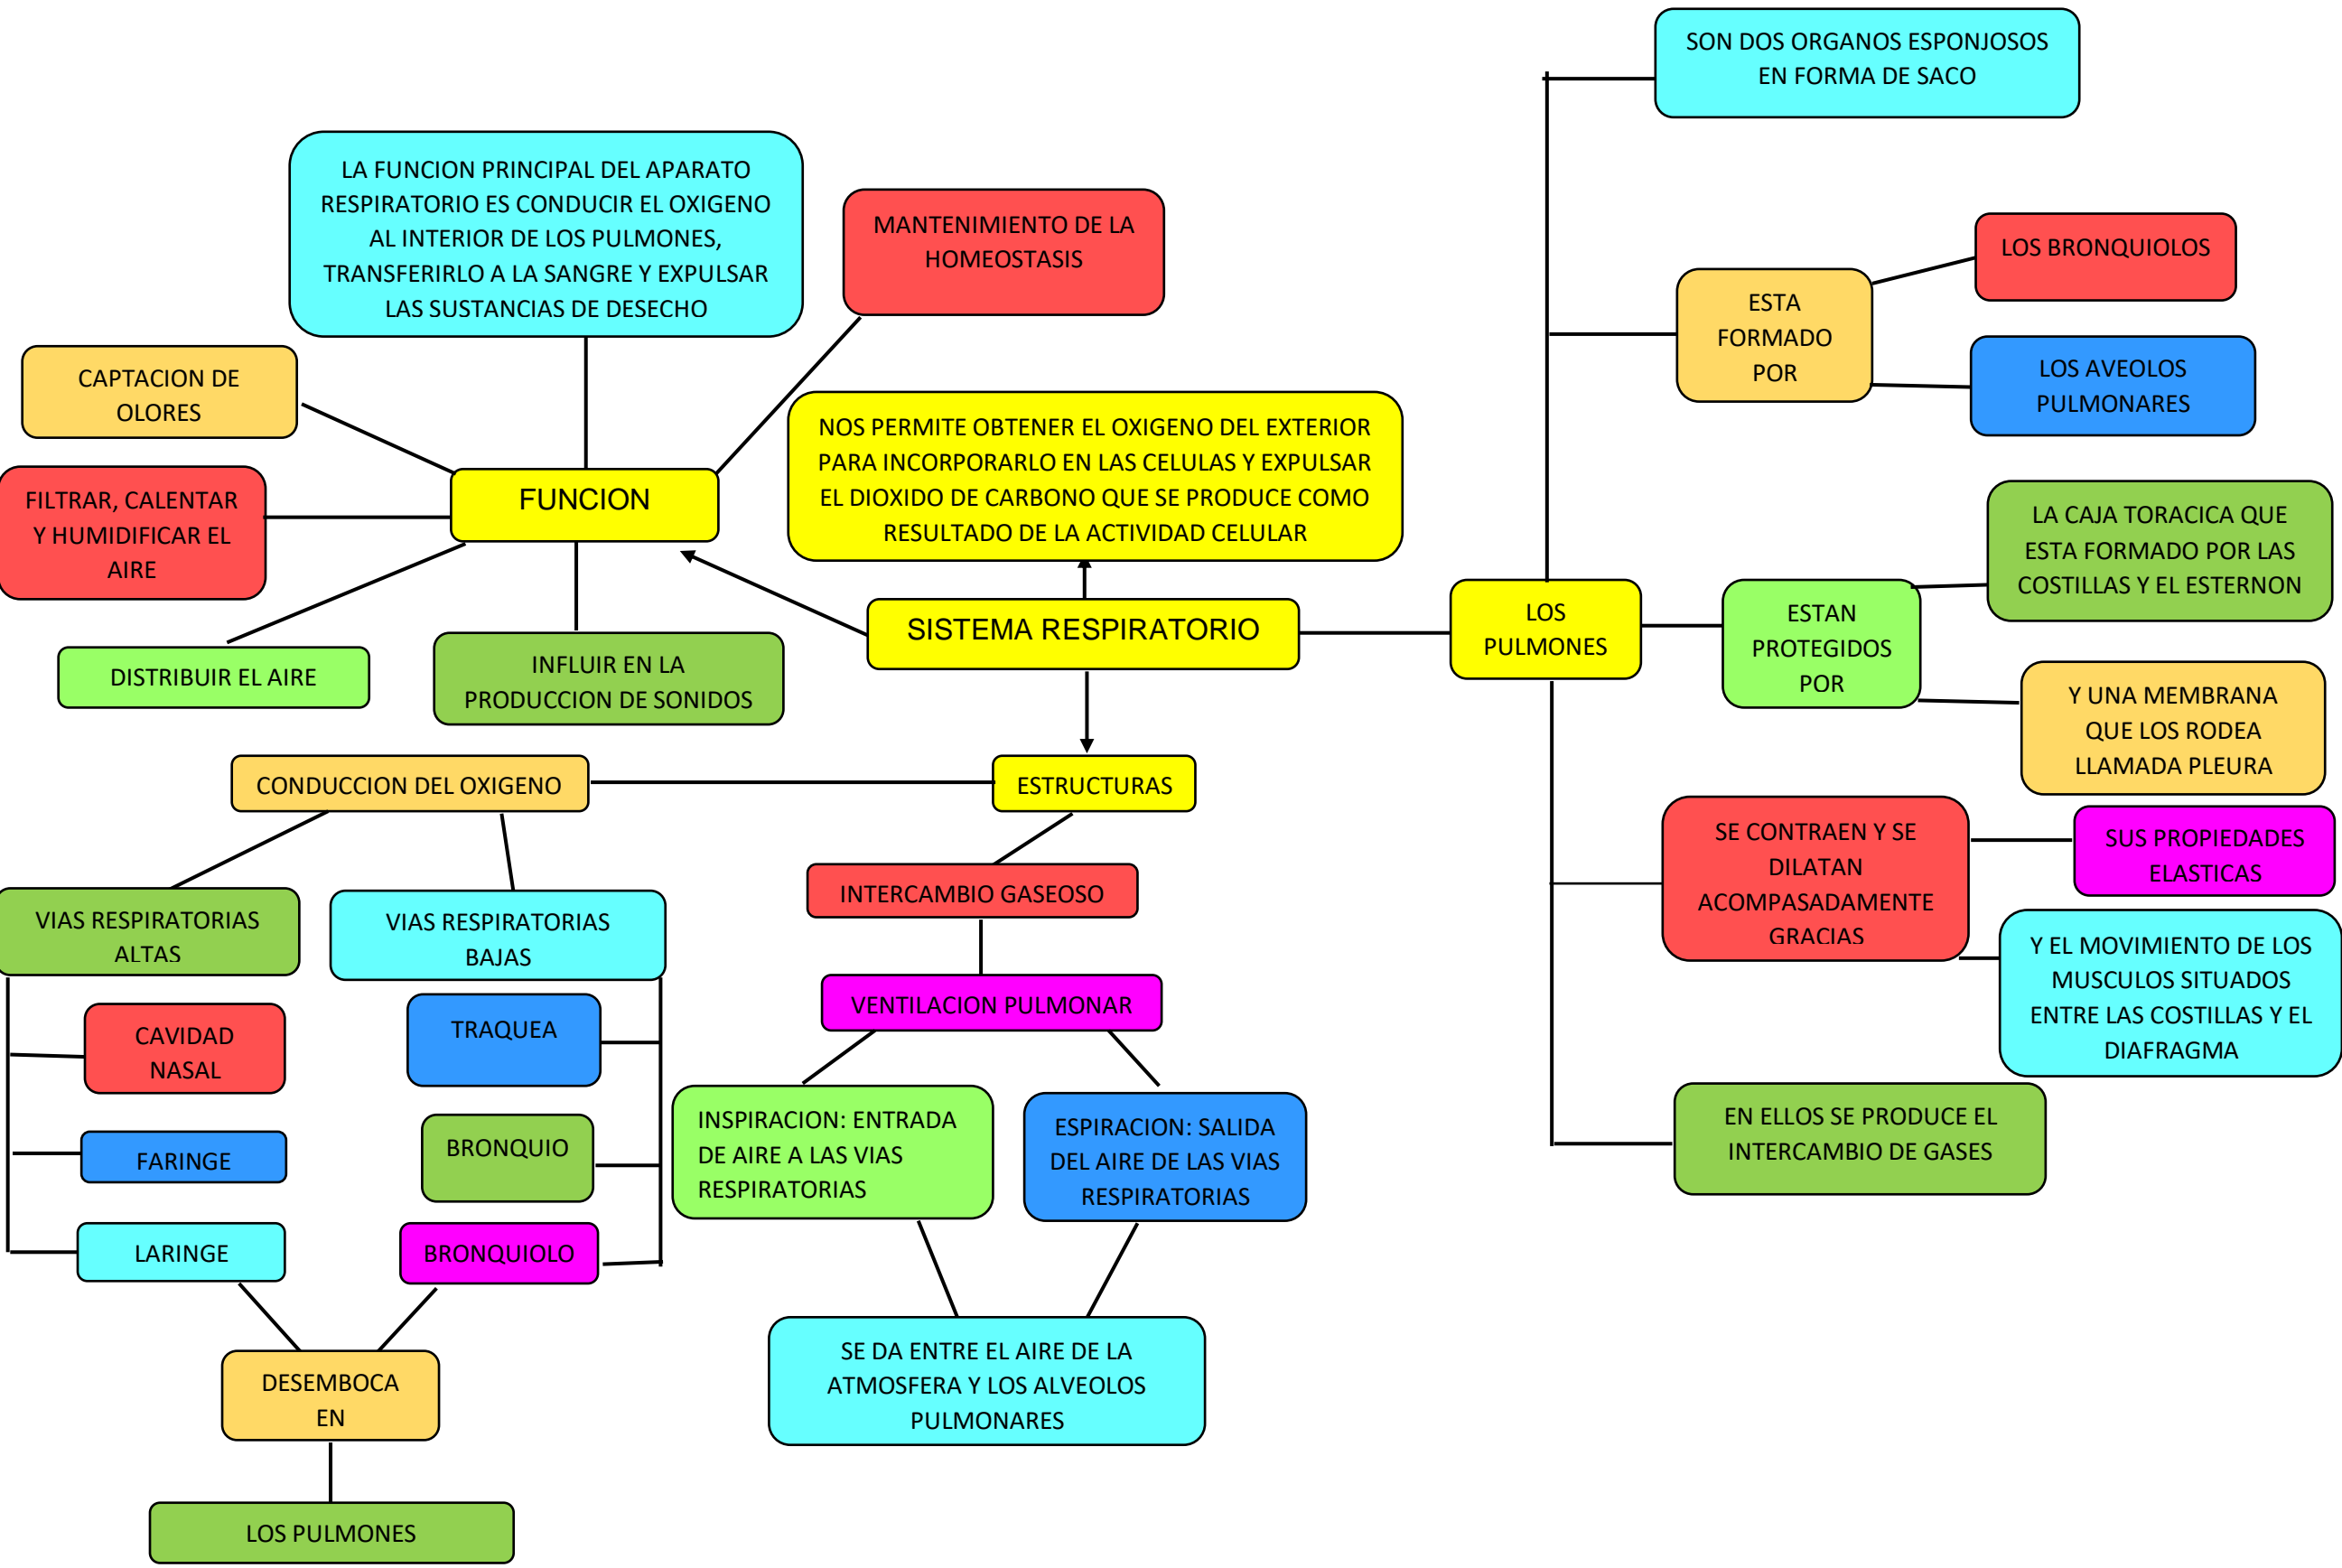 SON DOS ORGANOS ESPONJOSOS
EN FORMA DE SACO
LA FUNCION PRINCIPAL DEL APARATO
RESPIRATORIO ES CONDUCIR EL OXIGENO
AL INTERIOR DE LOS PULMONES,
TRANSFERIRLO A LA SANGRE Y EXPULSAR
LAS SUSTANCIAS DE DESECHO
MANTENIMIENTO DE LA
HOMEOSTASIS
LOS BRONQUIOLOS
ESTA
FORMADO
POR
LOS AVEOLOS
PULMONARES
CAPTACION DE
OLORES
NOS PERMITE OBTENER EL OXIGENO DEL EXTERIOR
PARA INCORPORARLO EN LAS CELULAS Y EXPULSAR
EL DIOXIDO DE CARBONO QUE SE PRODUCE COMO
RESULTADO DE LA ACTIVIDAD CELULAR
FUNCION
FILTRAR, CALENTAR
Y HUMIDIFICAR EL
AIRE
LA CAJA TORACICA QUE
ESTA FORMADO POR LAS
COSTILLAS Y EL ESTERNON
SISTEMA RESPIRATORIO
LOS
PULMONES
ESTAN
PROTEGIDOS
POR
DISTRIBUIR EL AIRE
INFLUIR EN LA
PRODUCCION DE SONIDOS
Y UNA MEMBRANA
QUE LOS RODEA
LLAMADA PLEURA
CONDUCCION DEL OXIGENO
ESTRUCTURAS
SE CONTRAEN Y SE
DILATAN
ACOMPASADAMENTE
GRACIAS
SUS PROPIEDADES
ELASTICAS
INTERCAMBIO GASEOSO
VIAS RESPIRATORIAS
ALTAS
VIAS RESPIRATORIAS
BAJAS
Y EL MOVIMIENTO DE LOS
MUSCULOS SITUADOS
ENTRE LAS COSTILLAS Y EL
DIAFRAGMA
VENTILACION PULMONAR
CAVIDAD
NASAL
TRAQUEA
INSPIRACION: ENTRADA
DE AIRE A LAS VIAS
RESPIRATORIAS
ESPIRACION: SALIDA
DEL AIRE DE LAS VIAS
RESPIRATORIAS
EN ELLOS SE PRODUCE EL
INTERCAMBIO DE GASES
FARINGE
BRONQUIO
LARINGE
BRONQUIOLO
DESEMBOCA
EN
SE DA ENTRE EL AIRE DE LA
ATMOSFERA Y LOS ALVEOLOS
PULMONARES
LOS PULMONES